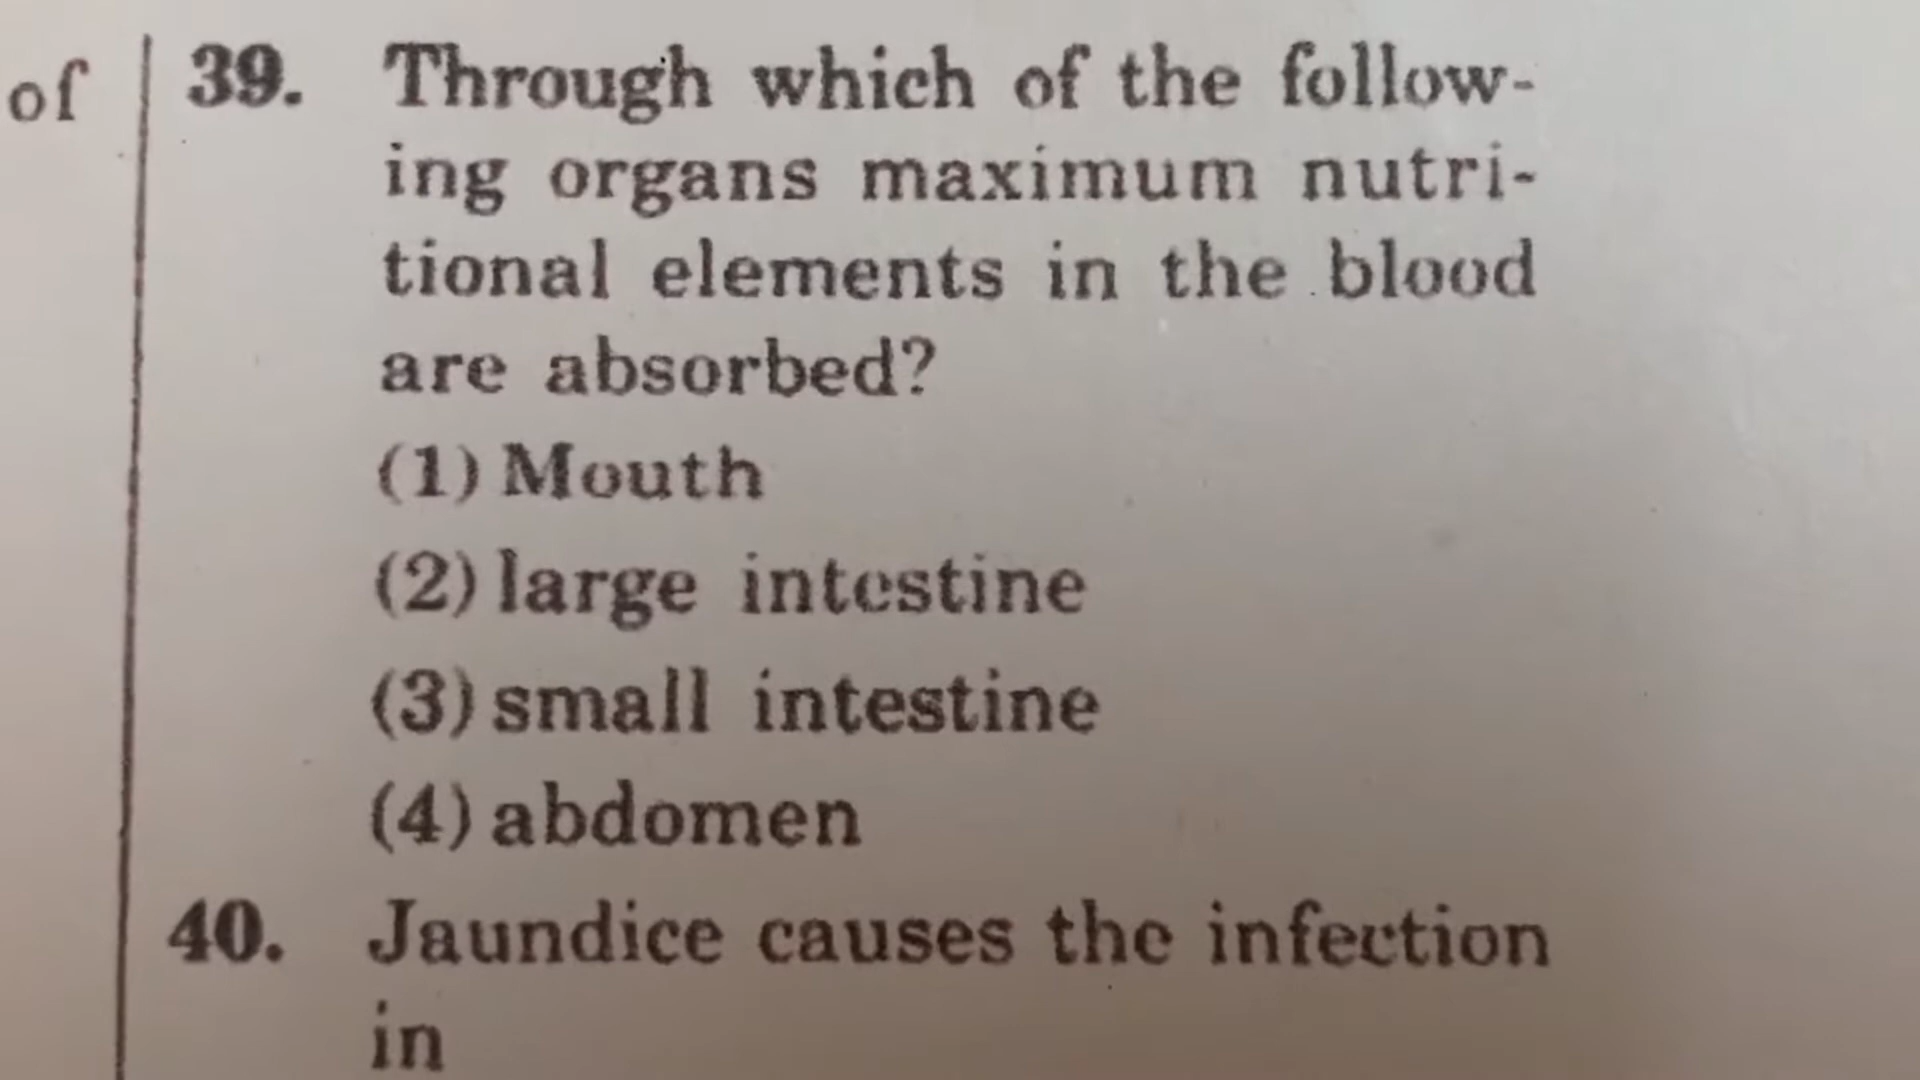 of
39. Through which of the follow-
ing organs maximum nutri-
tional elements in the blood
are absorbed?
(1) Mouth
(2) large intestine
(3) small intestine
(4) abdomen
40. Jaundice causes the infection
in